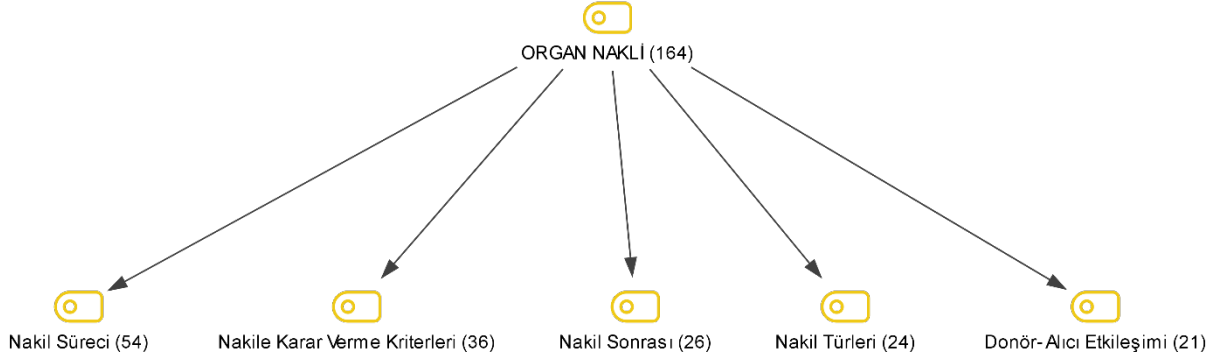 ORGAN NAKLİ (164)
Nakil Süreci (54)
Nakile Karar Verme Kriterleri (36)
Nakil Sonrası (26)
Nakil Türleri (24)
Donör-Alıcı Etkileşimi (21)